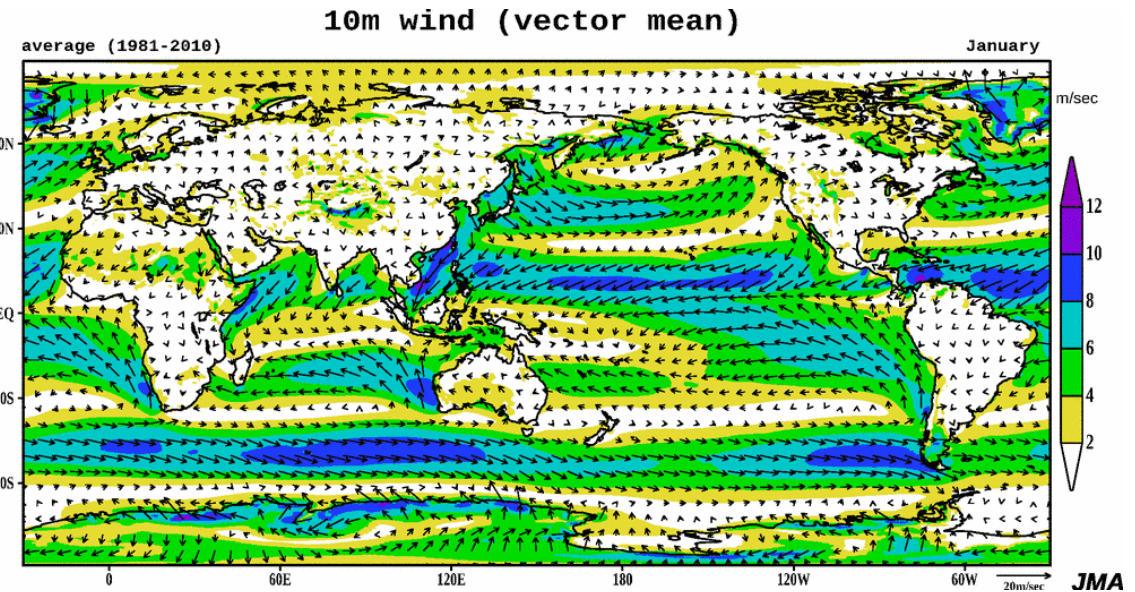 10m wind (vector mean)
average (1981-2010)
January
m/sec
0N
0N
EQ
0S
0S
12
10
8
6
4
2
0
60E
120E
180
120W
60W
20m/sec
JMA